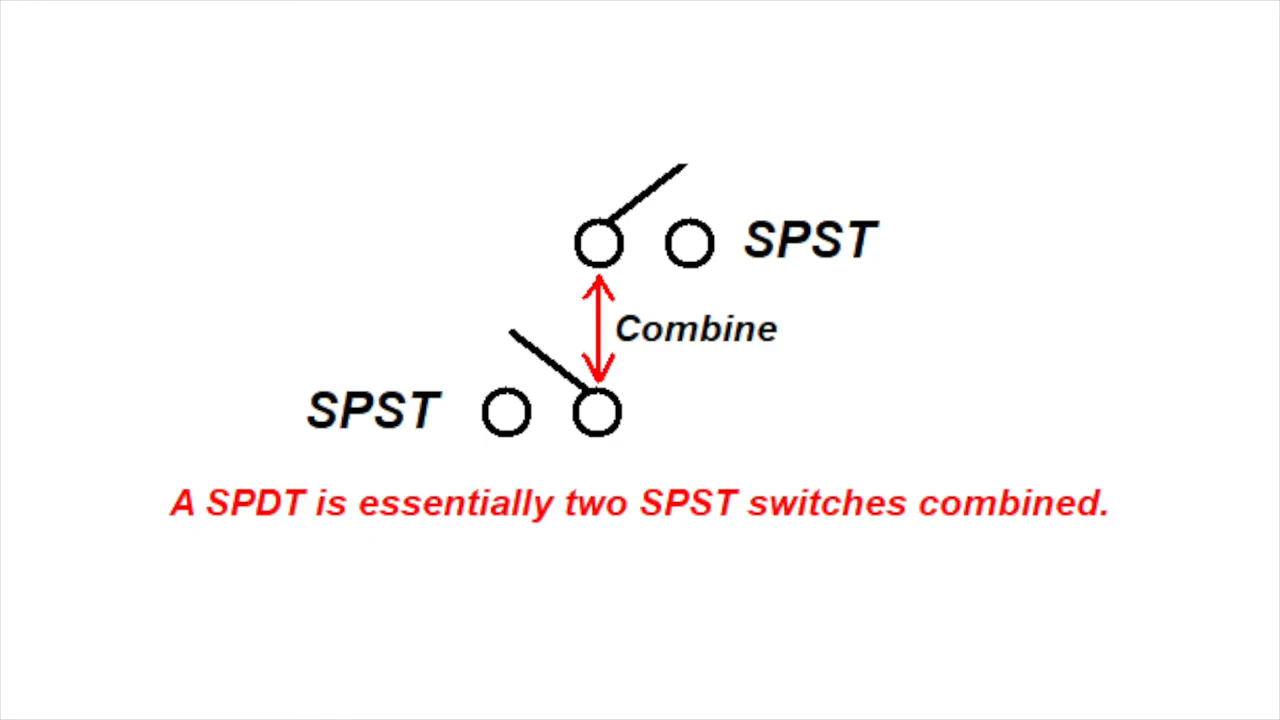 SPST
Combine
SPST
A SPDT is essentially two SPST switches combined.